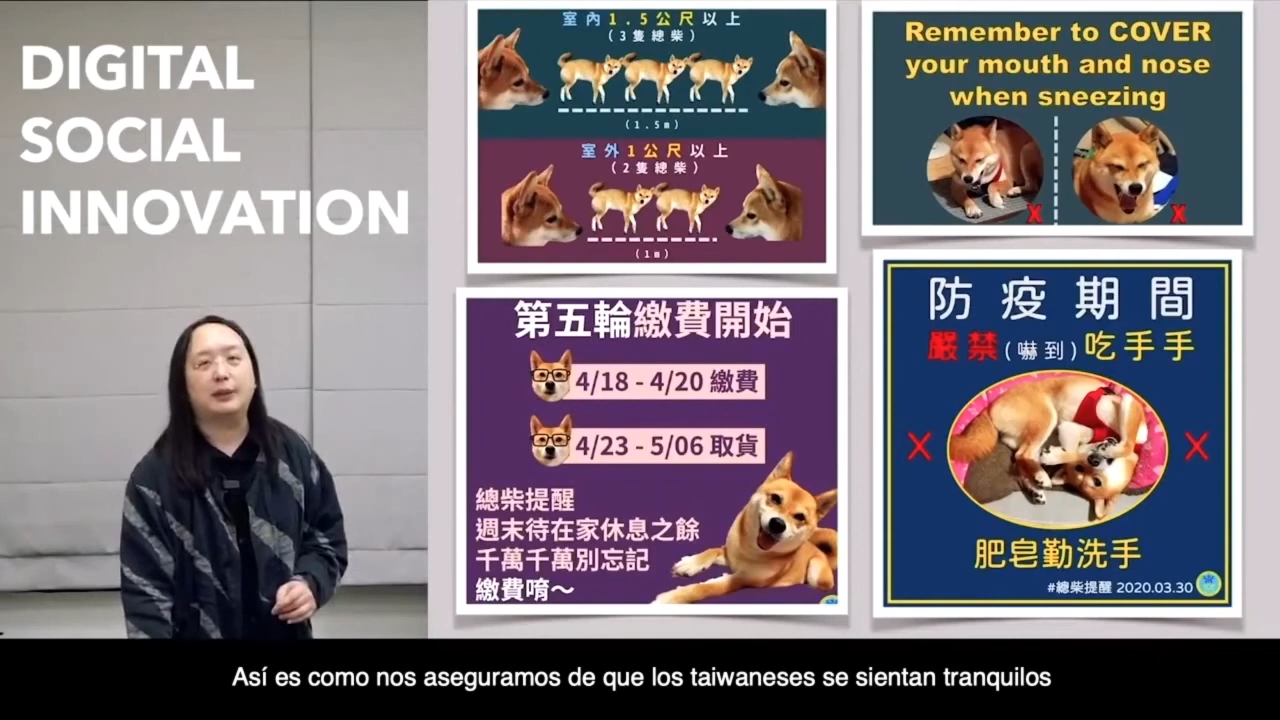 DIGITAL
SOCIAL
INNOVATION
室內1.5公尺以上
(3隻總柴)
(1.5m)
室外1公尺以上
(2隻總柴)
(1m)
Remember to COVER
your mouth and nose
when sneezing
X
X
第五輪繳費開始
4/18 - 4/20 繳費
4/23 - 5/06 取貨
總柴提醒
週末待在家休息之餘
千萬千萬別忘記
繳費唷～
防疫期間
嚴禁(嚇到)吃手手
X
X
肥皂勤洗手
#總柴提醒 2020.03.30
Así es como nos aseguramos de que los taiwaneses se sientan tranquilos